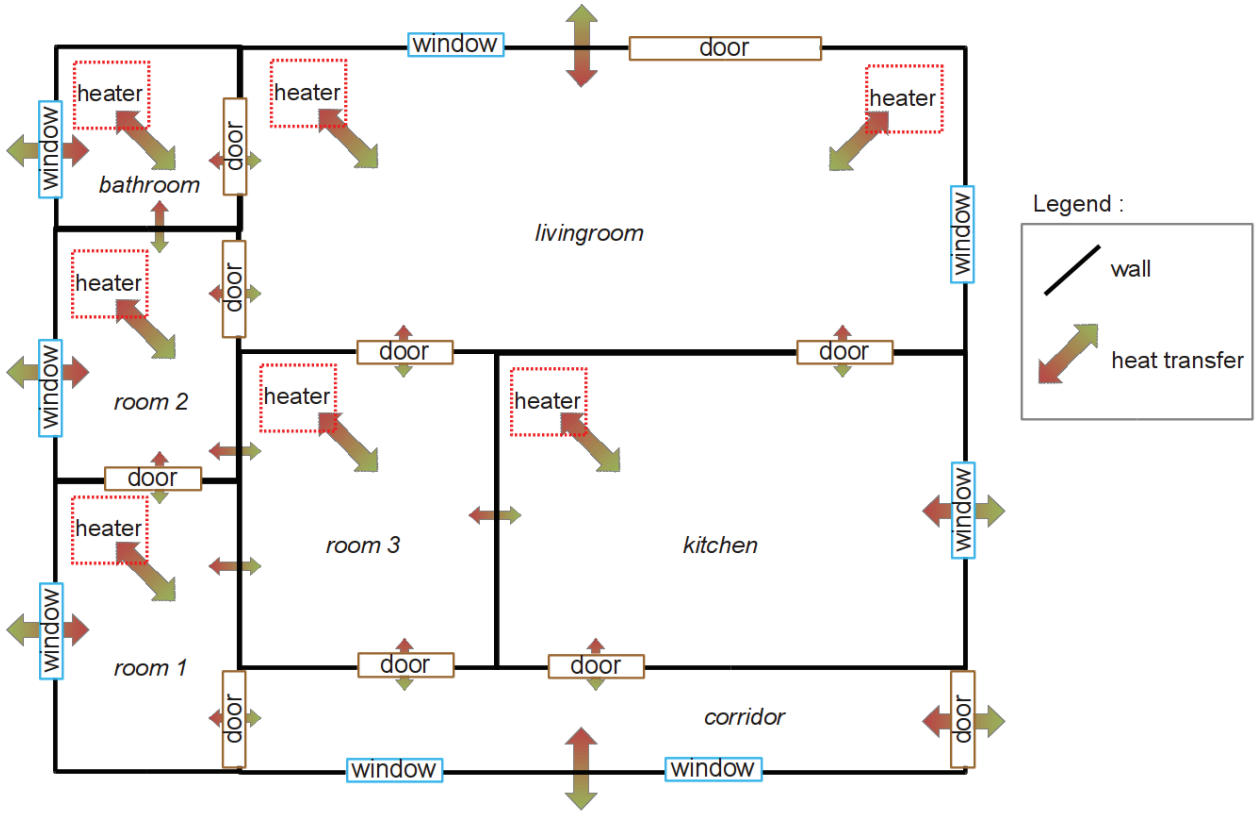 window
door
heater
heater
heater
window
door
bathroom
livingroom
window
Legend :
wall
heat transfer
heater
door
window
room 2
door
door
door
heater
heater
heater
window
room 3
kitchen
window
room 1
door
door
door
corridor
door
window
window